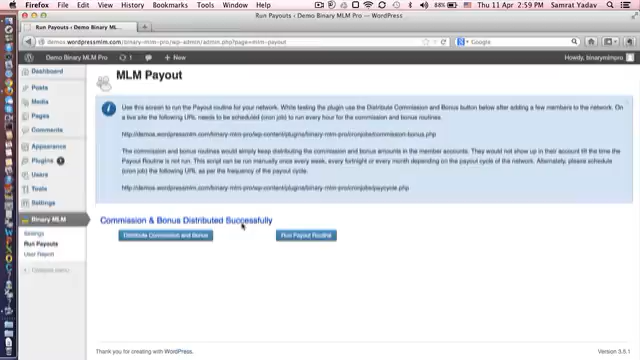 Firefox File Edit View History Bookmarks Tools Window Help 88% Thu 11 Apr 2:59 PM Samrat Yadav
Run Payouts ‹ Demo Binary MLM Pro — WordPress
Run Payouts ‹ Demo Binary ML...
demos.wordpressmlm.com/binary-mlm-pro/wp-admin/admin.php?page=mlm-payout
Google
Demo Binary MLM Pro 1 + New Howdy, binarymlmpro
Dashboard
Posts
Media
Pages
Comments
Appearance
Plugins
Users
Tools
Settings
Binary MLM
Settings
Run Payouts
User Report
Collapse menu
MLM Payout
Use this screen to run the Payout routine for your network. While testing the plugin use the Distribute Commission and Bonus button below after adding a few members to the network. On
a live site the following URL needs to be scheduled (cron job) to run every hour for the commission and bonus routines.
http://demos.wordpressmlm.com/binary-mlm-pro/wp-content/plugins/binary-mlm-pro/cronjobs/commission-bonus.php
The commission and bonus routines would simply keep distributing the commission and bonus amounts in the member accounts. They would not show up in their account till the time the
Payout Routine is not run. This script can be run manually once every week, every fortnight or every month depending on the payout cycle of the network. Alternately, please schedule
(cron job) the following URL as per the frequency of the payout cycle.
http://demos.wordpressmlm.com/binary-mlm-pro/wp-content/plugins/binary-mlm-pro/cronjobs/paycycle.php
Commission & Bonus Distributed Successfully
Distribute Commission and Bonus Run Payout Routine
Thank you for creating with WordPress. Version 3.5.1